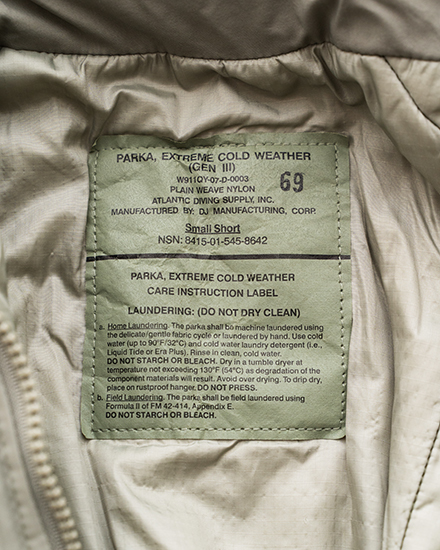 PARKA, EXTREME COLD WEATHER
(GEN III)
W911QY-07-D-0003
69
PLAIN WEAVE NYLON
ATLANTIC DIVING SUPPLY, INC.
MANUFACTURED BY: DJ MANUFACTURING, CORP.
Small Short
NSN: 8415-01-545-8642
PARKA, EXTREME COLD WEATHER
CARE INSTRUCTION LABEL
LAUNDERING: (DO NOT DRY CLEAN)
a. Home Laundering. The parka shall be machine laundered using
the delicate/gentle fabric cycle or laundered by hand. Use cold
water (up to 90°F/32°C) and cold water laundry detergent (i.e.,
Liquid Tide or Era Plus). Rinse in clean, cold water.
DO NOT STARCH OR BLEACH. Dry in a tumble dryer at
temperature not exceeding 130°F (54°C) as degradation of the
component materials will result. Avoid over drying. To drip dry,
place on rustproof hanger. DO NOT PRESS.
b. Field Laundering. The parka shall be field laundered using
Formula II of FM 42-414, Appendix E.
DO NOT STARCH OR BLEACH.